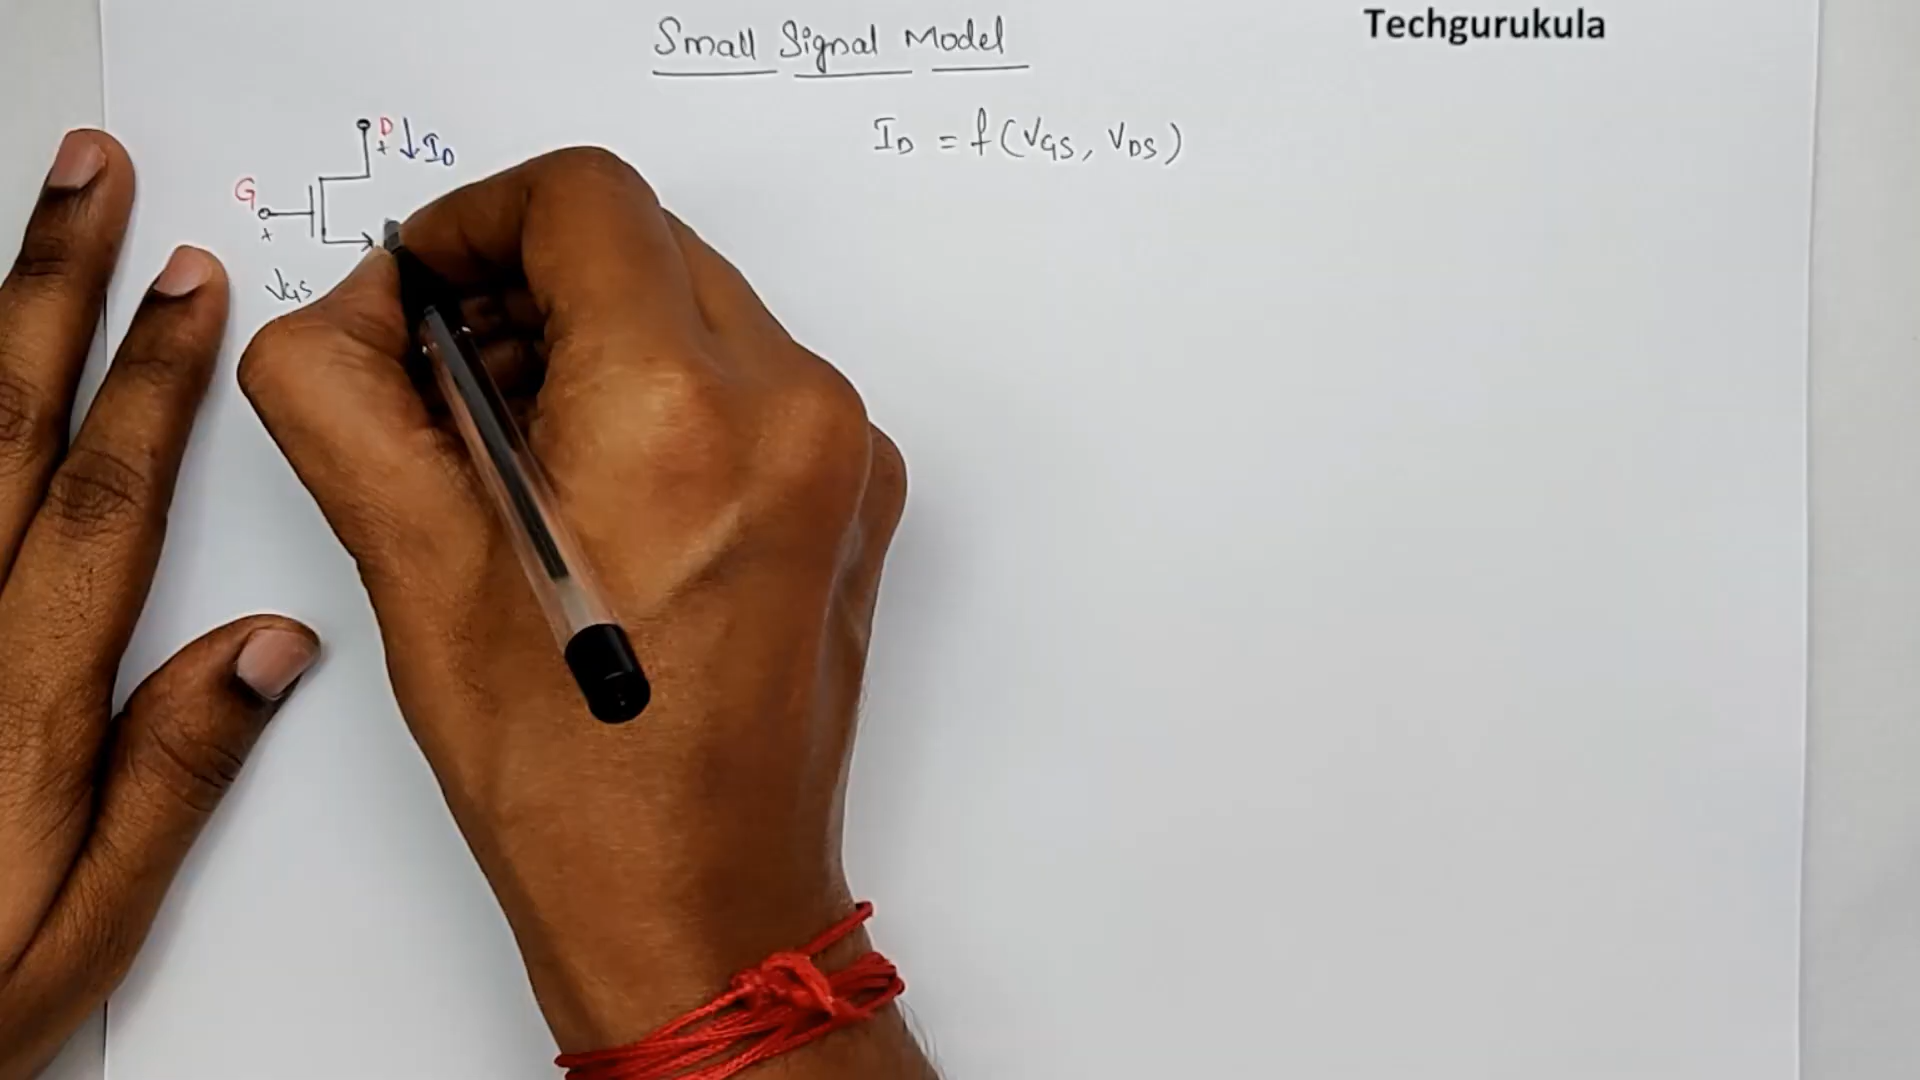 Small Signal Model
Techgurukula
I_D = f(V_GS, V_DS)
D
+
I_D
G
+
V_GS